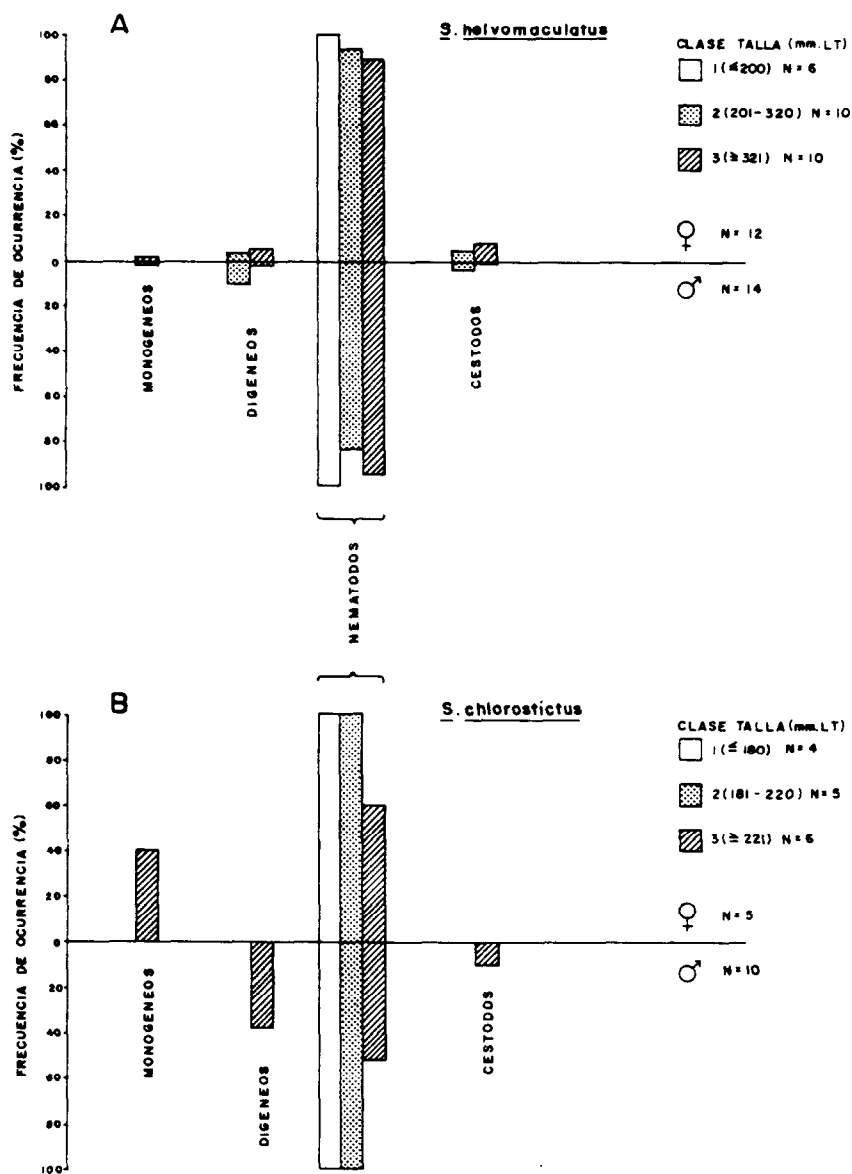 A
S. helvomaculatus
CLASE TALLA (mm.LT)
1 (≤200) N = 6
2 (201-320) N = 10
3 (≥321) N = 10
♀ N = 12
♂ N = 14
FRECUENCIA DE OCURRENCIA (%)
100
80
60
40
20
0
20
40
60
80
100
MONOGENEOS
DIGENEOS
NEMATODOS
CESTODOS
B
S. chlorostictus
CLASE TALLA (mm.LT)
1 (≤180) N = 4
2 (181-220) N = 5
3 (≥221) N = 6
♀ N = 5
♂ N = 10
FRECUENCIA DE OCURRENCIA (%)
100
80
60
40
20
0
20
40
60
80
100
MONOGENEOS
DIGENEOS
CESTODOS